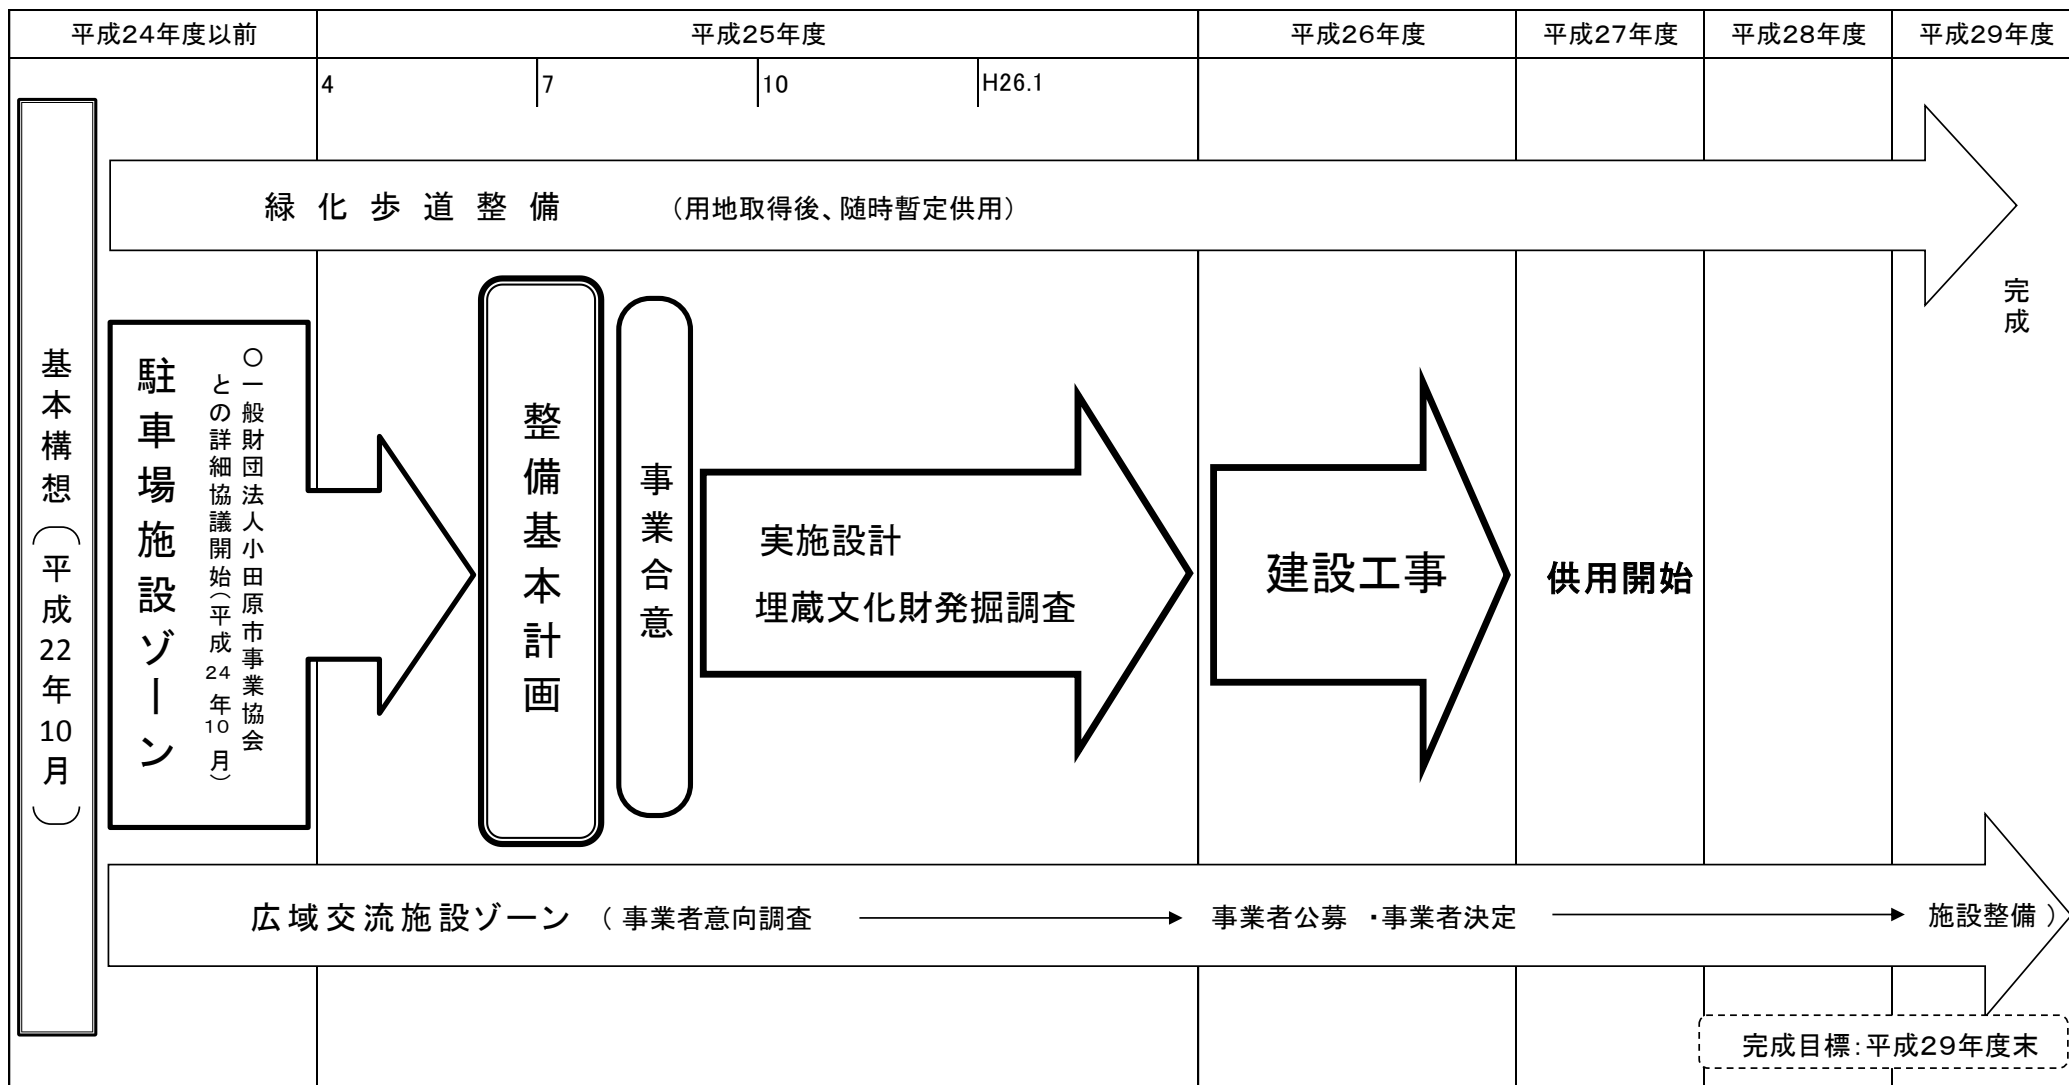 平成24年度以前
平成25年度
平成26年度
平成27年度
平成28年度
平成29年度
4
7
10
H26.1
基本構想（平成22年10月）
緑化歩道整備　（用地取得後、随時暫定供用）
完成
駐車場施設ゾーン
○一般財団法人小田原市事業協会
との詳細協議開始（平成24年10月）
整備基本計画
事業合意
実施設計
埋蔵文化財発掘調査
建設工事
供用開始
広域交流施設ゾーン　（ 事業者意向調査　事業者公募 ・事業者決定　施設整備 ）
完成目標：平成29年度末